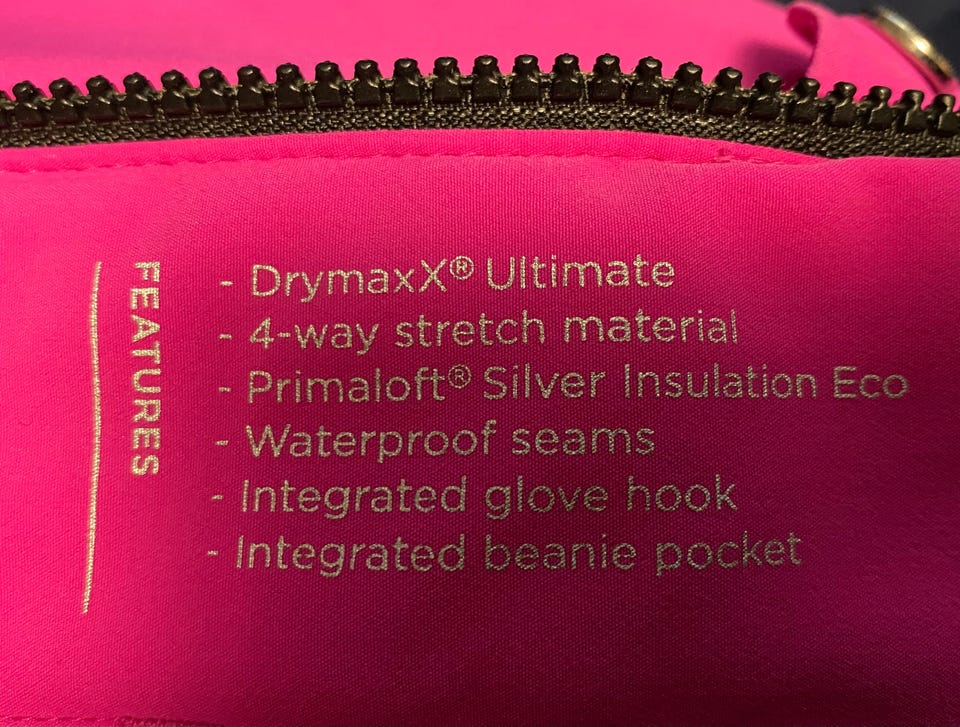 FEATURES
- DrymaxX® Ultimate
- 4-way stretch material
- Primaloft® Silver Insulation Eco
- Waterproof seams
- Integrated glove hook
- Integrated beanie pocket